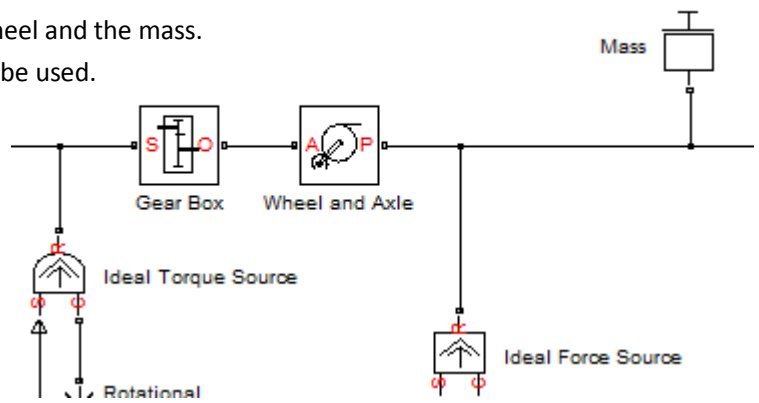 heel and the mass.
be used.
Mass
S O
A P
Gear Box
Wheel and Axle
R
S C
Ideal Torque Source
R
S C
Ideal Force Source
Rotational